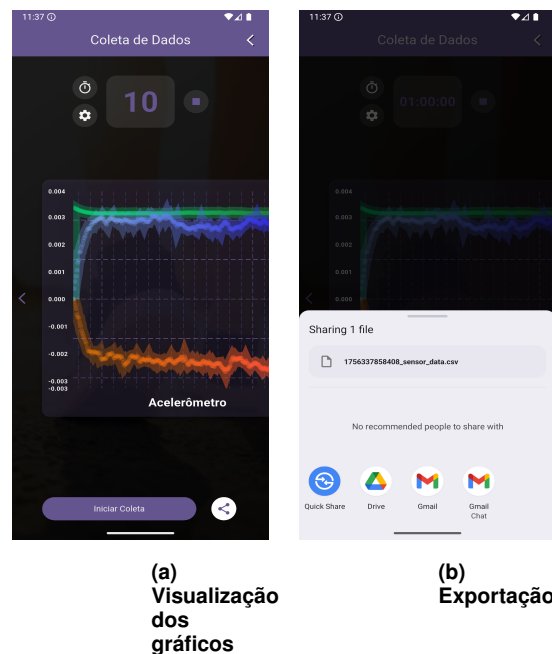 11:37
Coleta de Dados
10
0.004
0.003
0.002
0.001
0.000
-0.001
-0.002
-0.003
-0.003
Acelerômetro
Iniciar Coleta
(a)
Visualização
dos
gráficos
11:37
Coleta de Dados
01:00:00
0.004
0.003
0.002
0.001
0.000
Sharing 1 file
1756337858408_sensor_data.csv
No recommended people to share with
Quick Share
Drive
Gmail
Gmail
Chat
(b)
Exportação